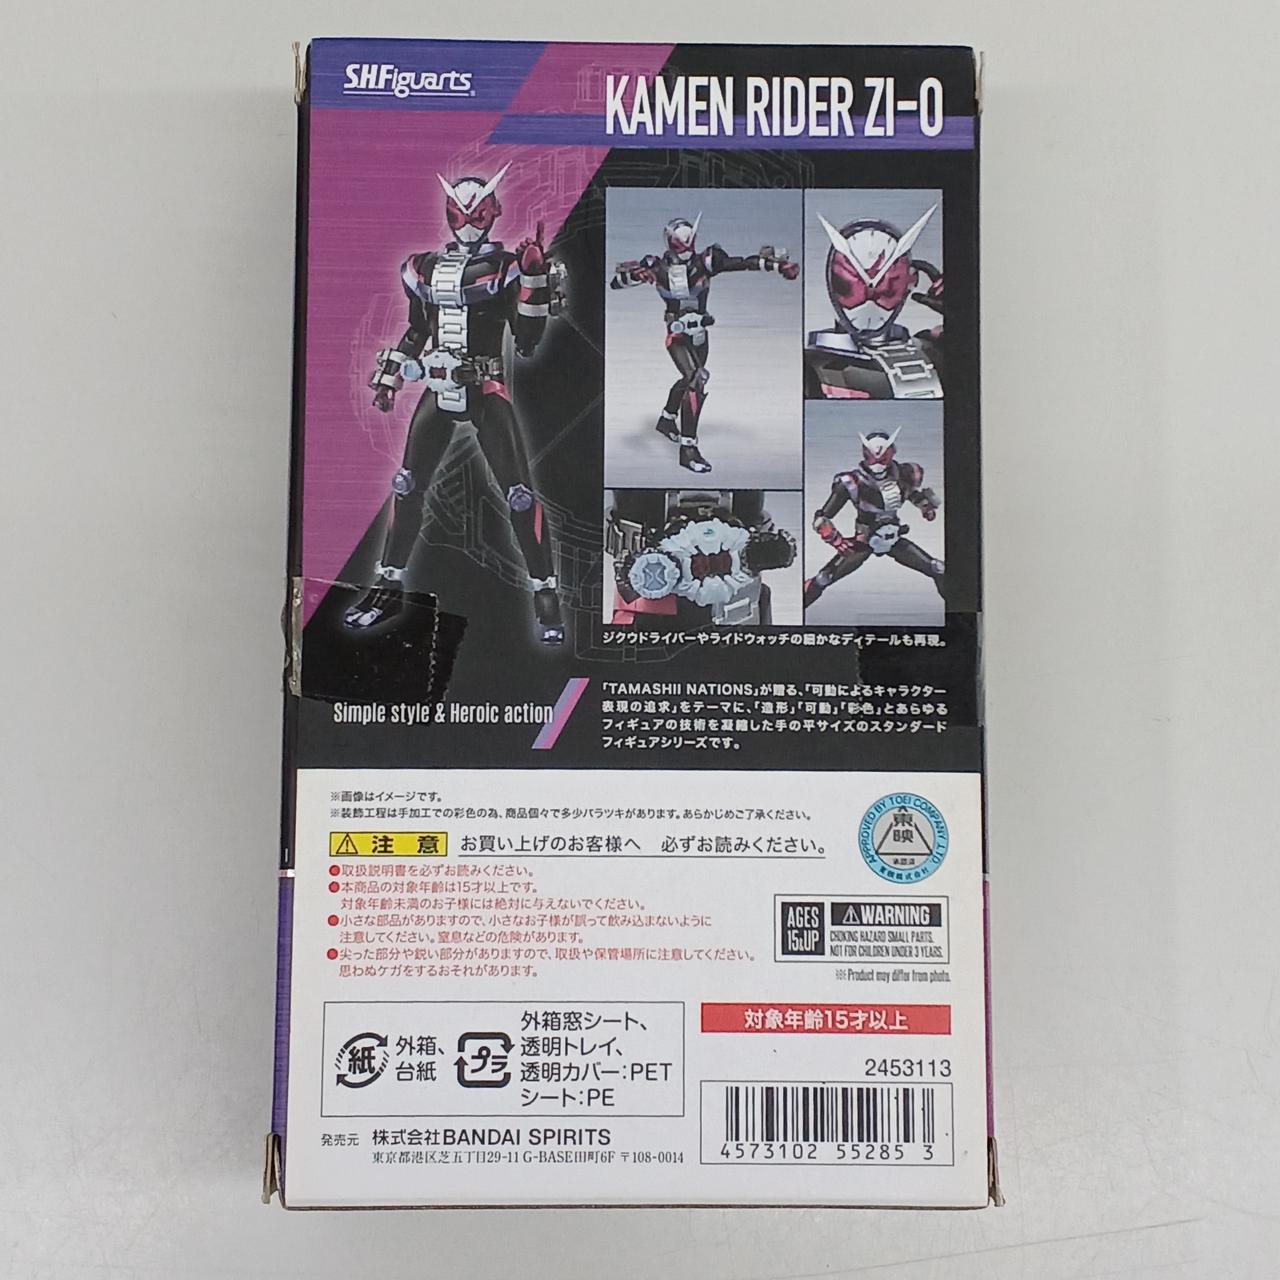 S.H.Figuarts
KAMEN RIDER ZI-O
ジクウドライバーやライドウォッチの細かなディテールも再現。
Simple style & Heroic action
「TAMASHII NATIONS」が贈る、「可動によるキャラクター
表現の追求」をテーマに、「造形」「可動」「彩色」とあらゆる
フィギュアの技術を凝縮した手の平サイズのスタンダード
フィギュアシリーズです。
※画像はイメージです。
※装飾工程は手加工での彩色の為、商品個々で多少バラツキがあります。あらかじめご了承ください。
注意 お買い上げのお客様へ 必ずお読みください。
●取扱説明書を必ずお読みください。
●本商品の対象年齢は15才以上です。
対象年齢未満のお子様には絶対に与えないでください。
●小さな部品がありますので、小さなお子様が誤って飲み込まないように
注意してください。窒息などの危険があります。
●尖った部分や鋭い部分がありますので、取扱や保管場所に注意してください。
思わぬケガをするおそれがあります。
APPROVED BY TOEI COMPANY, LTD.
東映
承認済
東映株式会社
AGES
15&UP
WARNING
CHOKING HAZARD SMALL PARTS.
NOT FOR CHILDREN UNDER 3 YEARS.
※Product may differ from photo.
紙
外箱、
台紙
プラ
外箱窓シート、
透明トレイ、
透明カバー:PET
シート:PE
対象年齢15才以上
2453113
4573102 55285 3
発売元 株式会社BANDAI SPIRITS
東京都港区芝五丁目29-11 G-BASE田町6F 〒108-0014